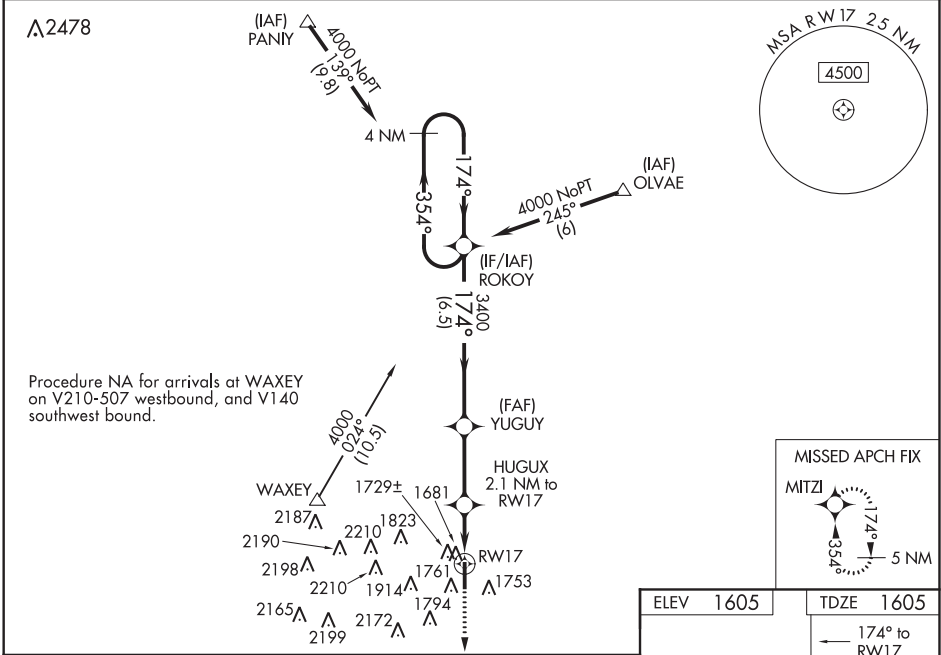 2478
(IAF)
PANIY
4000 NoPT
139°
(9.8)
MSA RW17 25 NM
4500
4 NM
174°
354°
(IAF)
OLVAE
4000 NoPT
245°
(6)
(IF/IAF)
ROKOY
3400
174°
(6.5)
Procedure NA for arrivals at WAXEY
on V210-507 westbound, and V140
southwest bound.
4000
024°
(10.5)
(FAF)
YUGUY
HUGUX
2.1 NM to
RW17
WAXEY
1729±
1681
2187
2210
1823
2190
RW17
2198
2210
1914
1761
1753
2165
2199
2172
1794
MISSED APCH FIX
MITZI
174°
354°
5 NM
ELEV 1605
TDZE 1605
174° to
RW17